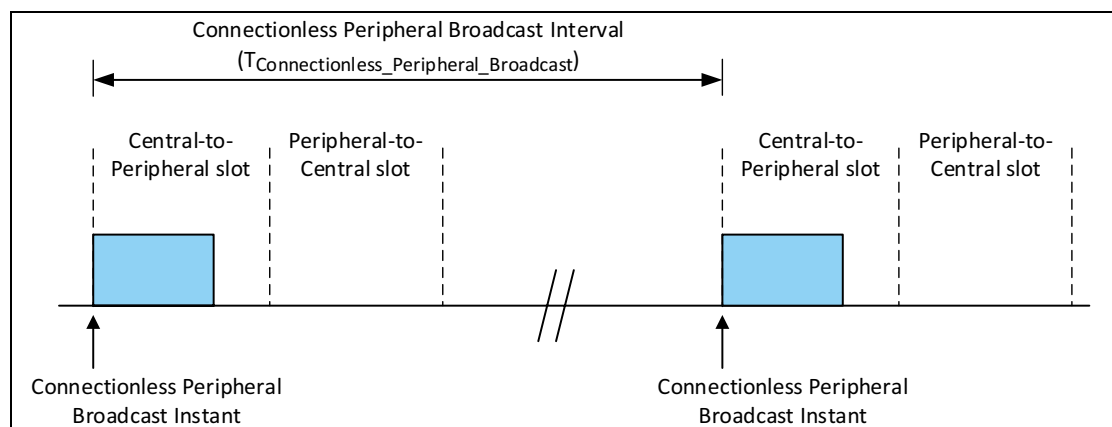 Connectionless Peripheral Broadcast Interval
(TConnectionless_Peripheral_Broadcast)
Central-to-
Peripheral slot
Peripheral-to-
Central slot
Central-to-
Peripheral slot
Peripheral-to-
Central slot
Connectionless Peripheral
Broadcast Instant
Connectionless Peripheral
Broadcast Instant